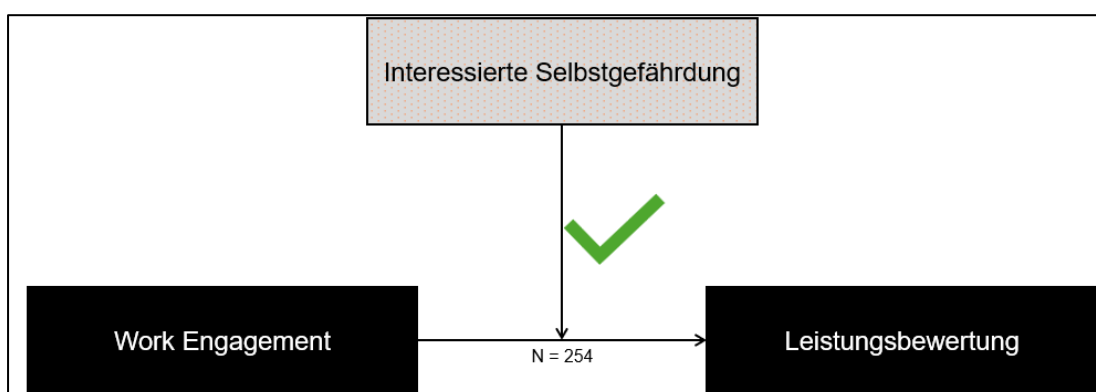 Interessierte Selbstgefährdung
Work Engagement
N = 254
Leistungsbewertung